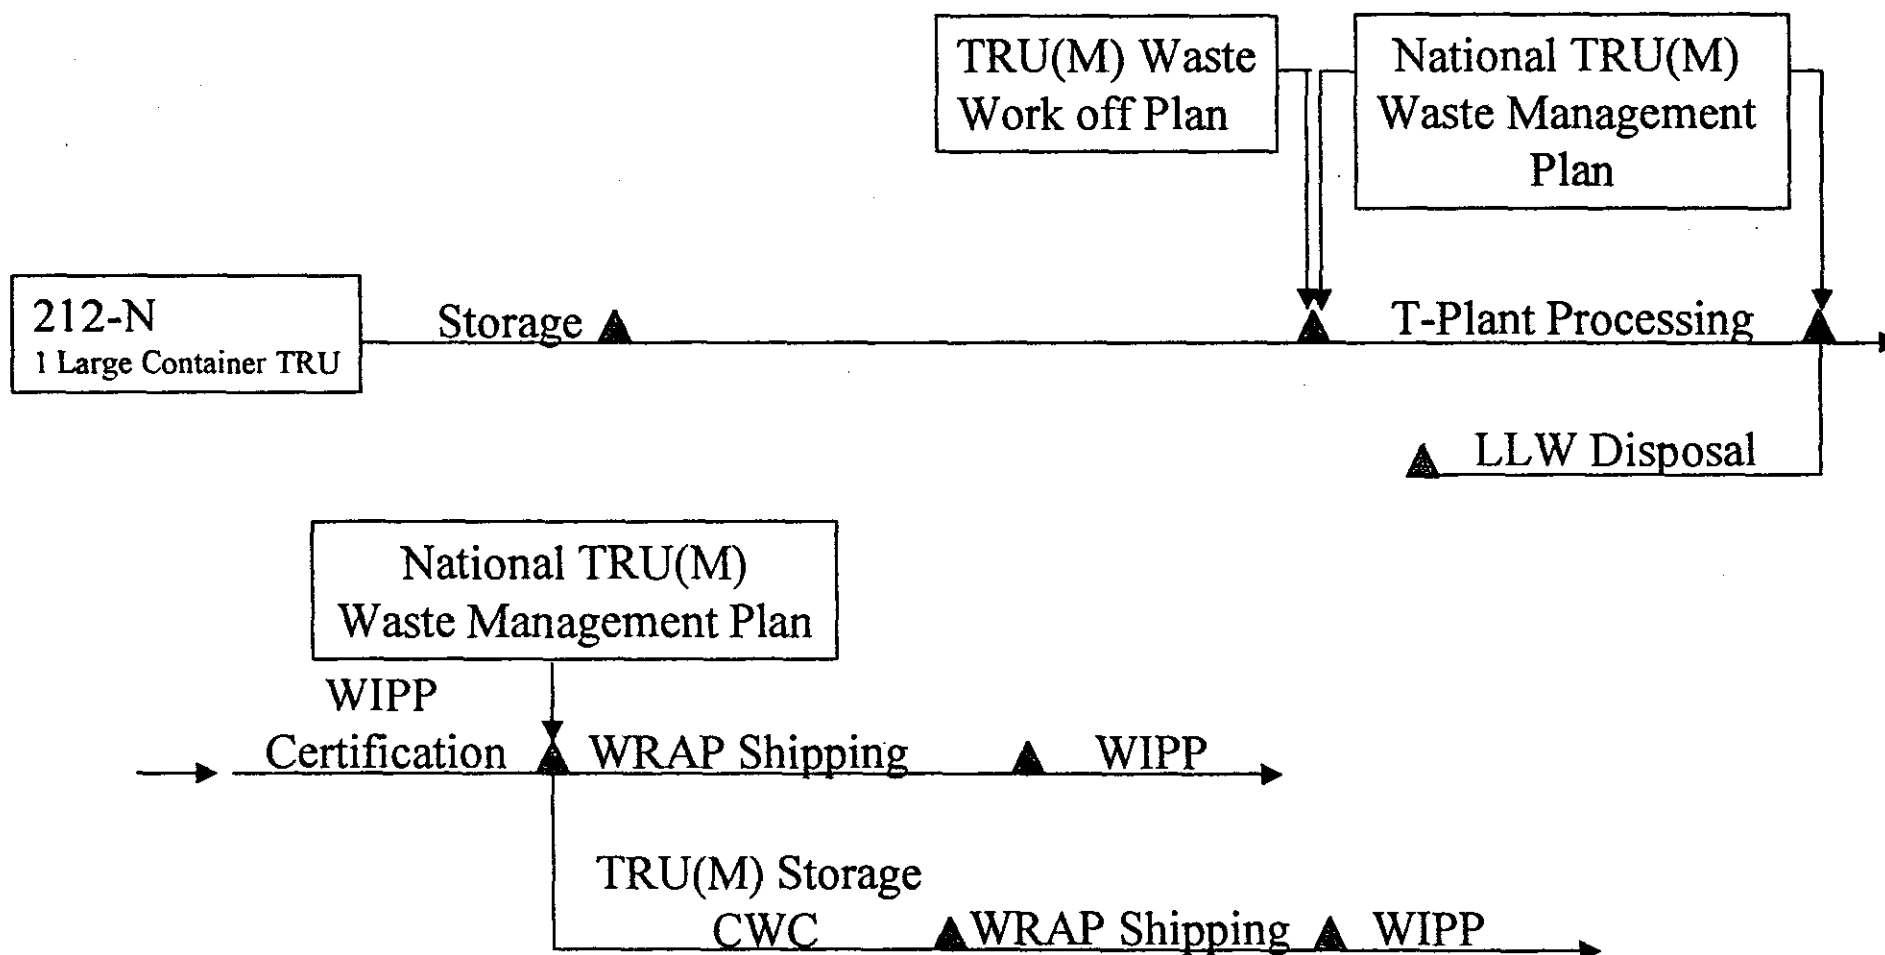 TRU(M) Waste
Work off Plan
National TRU(M)
Waste Management
Plan
212-N
1 Large Container TRU
Storage
T-Plant Processing
LLW Disposal
National TRU(M)
Waste Management Plan
WIPP
Certification
WRAP Shipping
WIPP
TRU(M) Storage
CWC
WRAP Shipping
WIPP